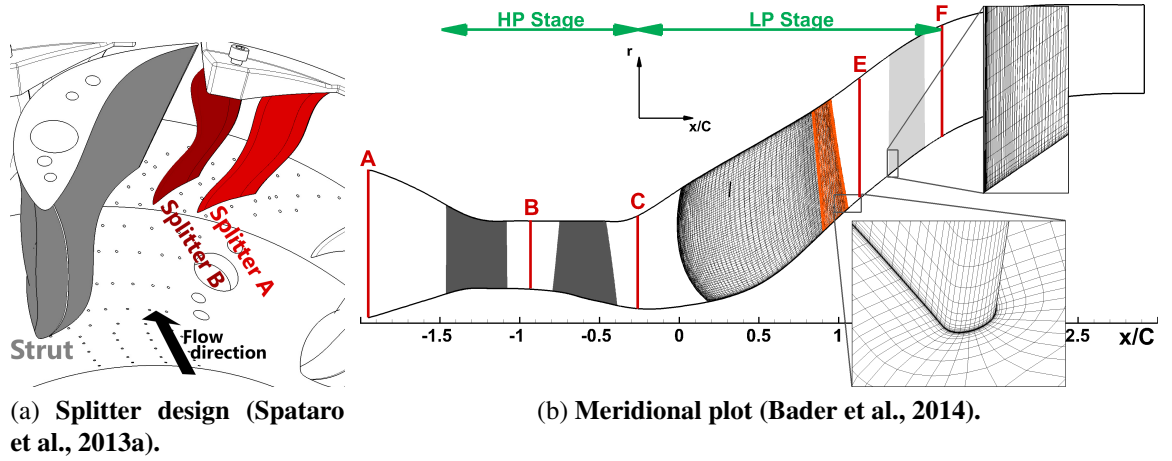 HP Stage
LP Stage
F
r
E
x/C
A
B
C
Splitter A
Splitter B
Flow
direction
Strut
-1.5
-1
-0.5
0
0.5
1
2.5
x/C
(a) Splitter design (Spataro
et al., 2013a).
(b) Meridional plot (Bader et al., 2014).